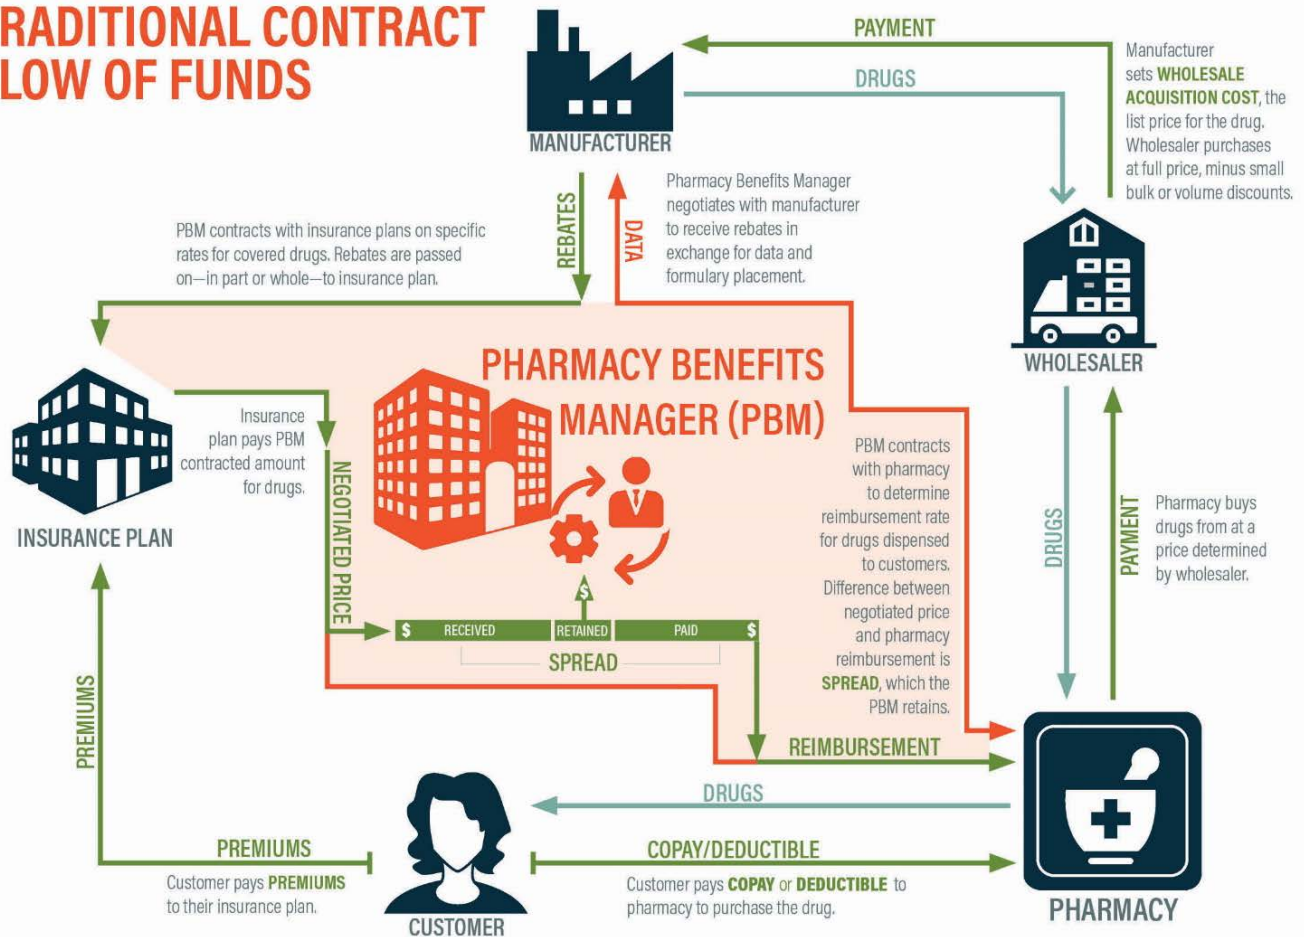 RADITIONAL CONTRACT
LOW OF FUNDS
PAYMENT
DRUGS
Manufacturer
sets WHOLESALE
ACQUISITION COST, the
list price for the drug.
Wholesaler purchases
at full price, minus small
bulk or volume discounts.
MANUFACTURER
REBATES
DATA
Pharmacy Benefits Manager
negotiates with manufacturer
to receive rebates in
exchange for data and
formulary placement.
PBM contracts with insurance plans on specific
rates for covered drugs. Rebates are passed
on—in part or whole—to insurance plan.
WHOLESALER
PHARMACY BENEFITS
MANAGER (PBM)
Insurance
plan pays PBM
contracted amount
for drugs.
INSURANCE PLAN
NEGOTIATED PRICE
PBM contracts
with pharmacy
to determine
reimbursement rate
for drugs dispensed
to customers.
Difference between
negotiated price
and pharmacy
reimbursement is
SPREAD, which the
PBM retains.
DRUGS
PAYMENT
Pharmacy buys
drugs from at a
price determined
by wholesaler.
$
$ RECEIVED RETAINED PAID $
SPREAD
PREMIUMS
REIMBURSEMENT
DRUGS
PREMIUMS
Customer pays PREMIUMS
to their insurance plan.
COPAY/DEDUCTIBLE
Customer pays COPAY or DEDUCTIBLE to
pharmacy to purchase the drug.
CUSTOMER
PHARMACY